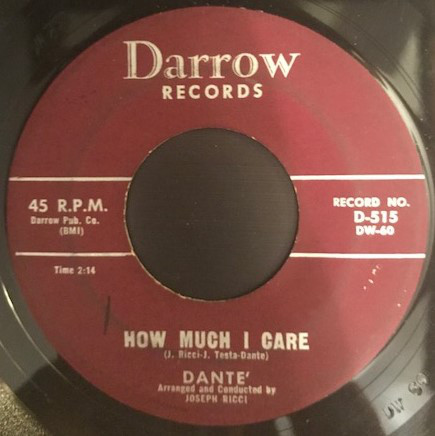 Darrow
RECORDS
45 R.P.M.
Darrow Pub. Co.
(BMI)
RECORD NO.
D-515
DW-60
Time 2:14
HOW MUCH I CARE
(J. Ricci-J. Testa-Dante)
DANTE'
Arranged and Conducted by
JOSEPH RICCI